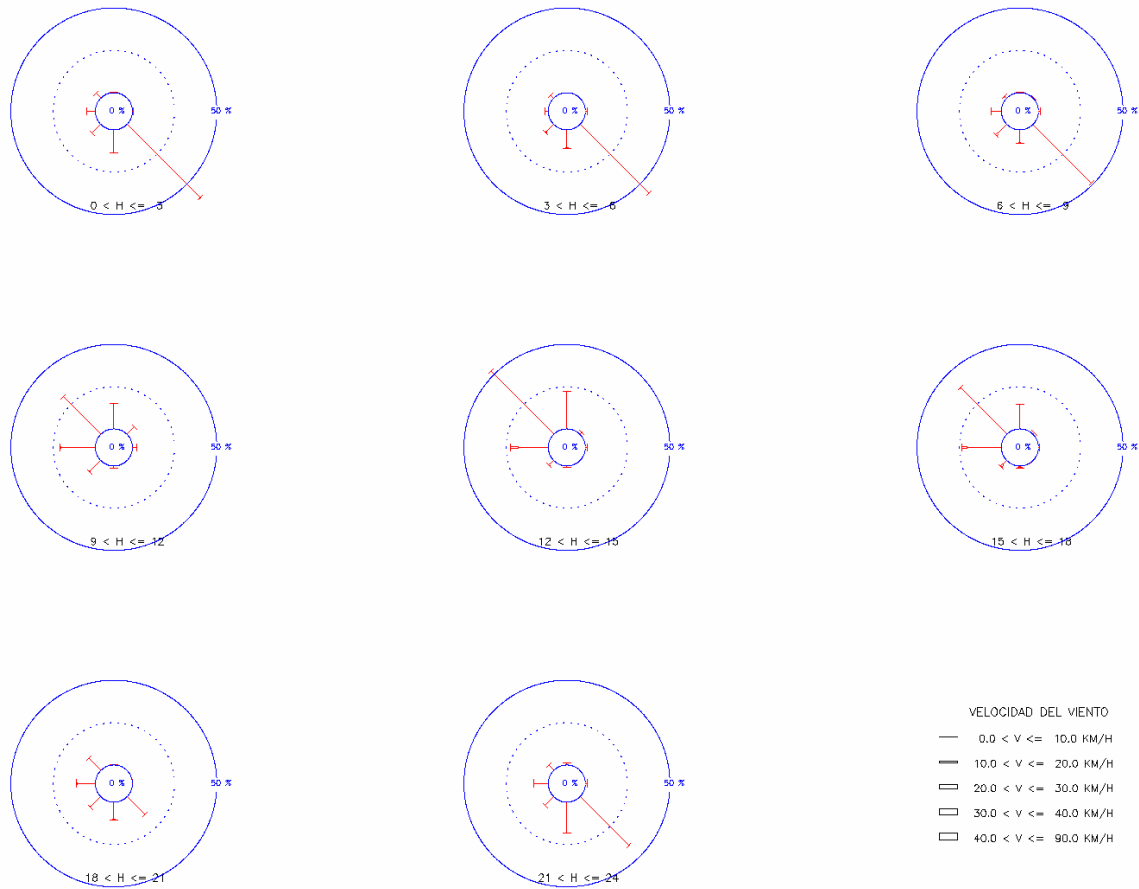 0 %
50 %
0 < H <= 3
0 %
50 %
3 < H <= 6
0 %
50 %
6 < H <= 9
0 %
50 %
9 < H <= 12
0 %
50 %
12 < H <= 15
0 %
50 %
15 < H <= 18
0 %
50 %
18 < H <= 21
0 %
50 %
21 < H <= 24
VELOCIDAD DEL VIENTO
0.0 < V <= 10.0 KM/H
10.0 < V <= 20.0 KM/H
20.0 < V <= 30.0 KM/H
30.0 < V <= 40.0 KM/H
40.0 < V <= 90.0 KM/H